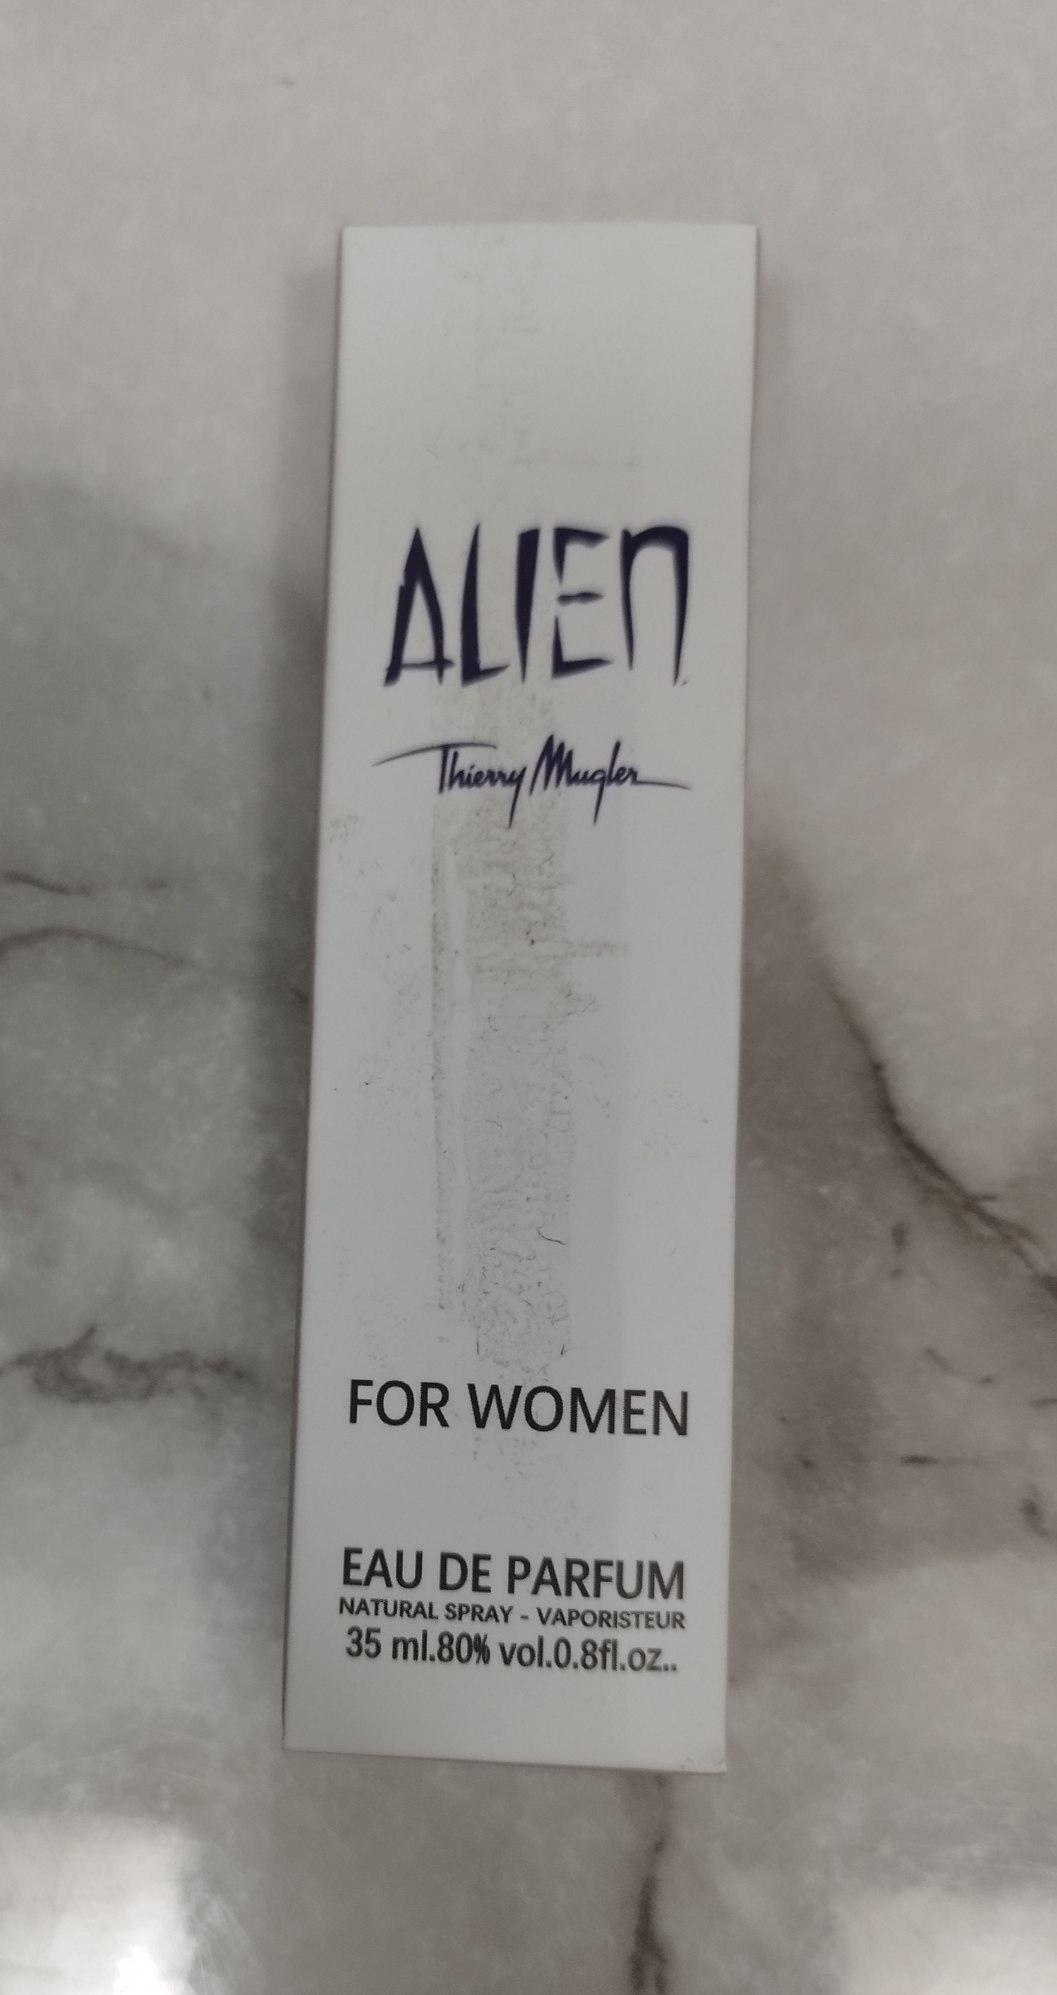 ALIEN
Thierry Mugler
FOR WOMEN
EAU DE PARFUM
NATURAL SPRAY - VAPORISTEUR
35 ml.80% vol.0.8fl.oz..